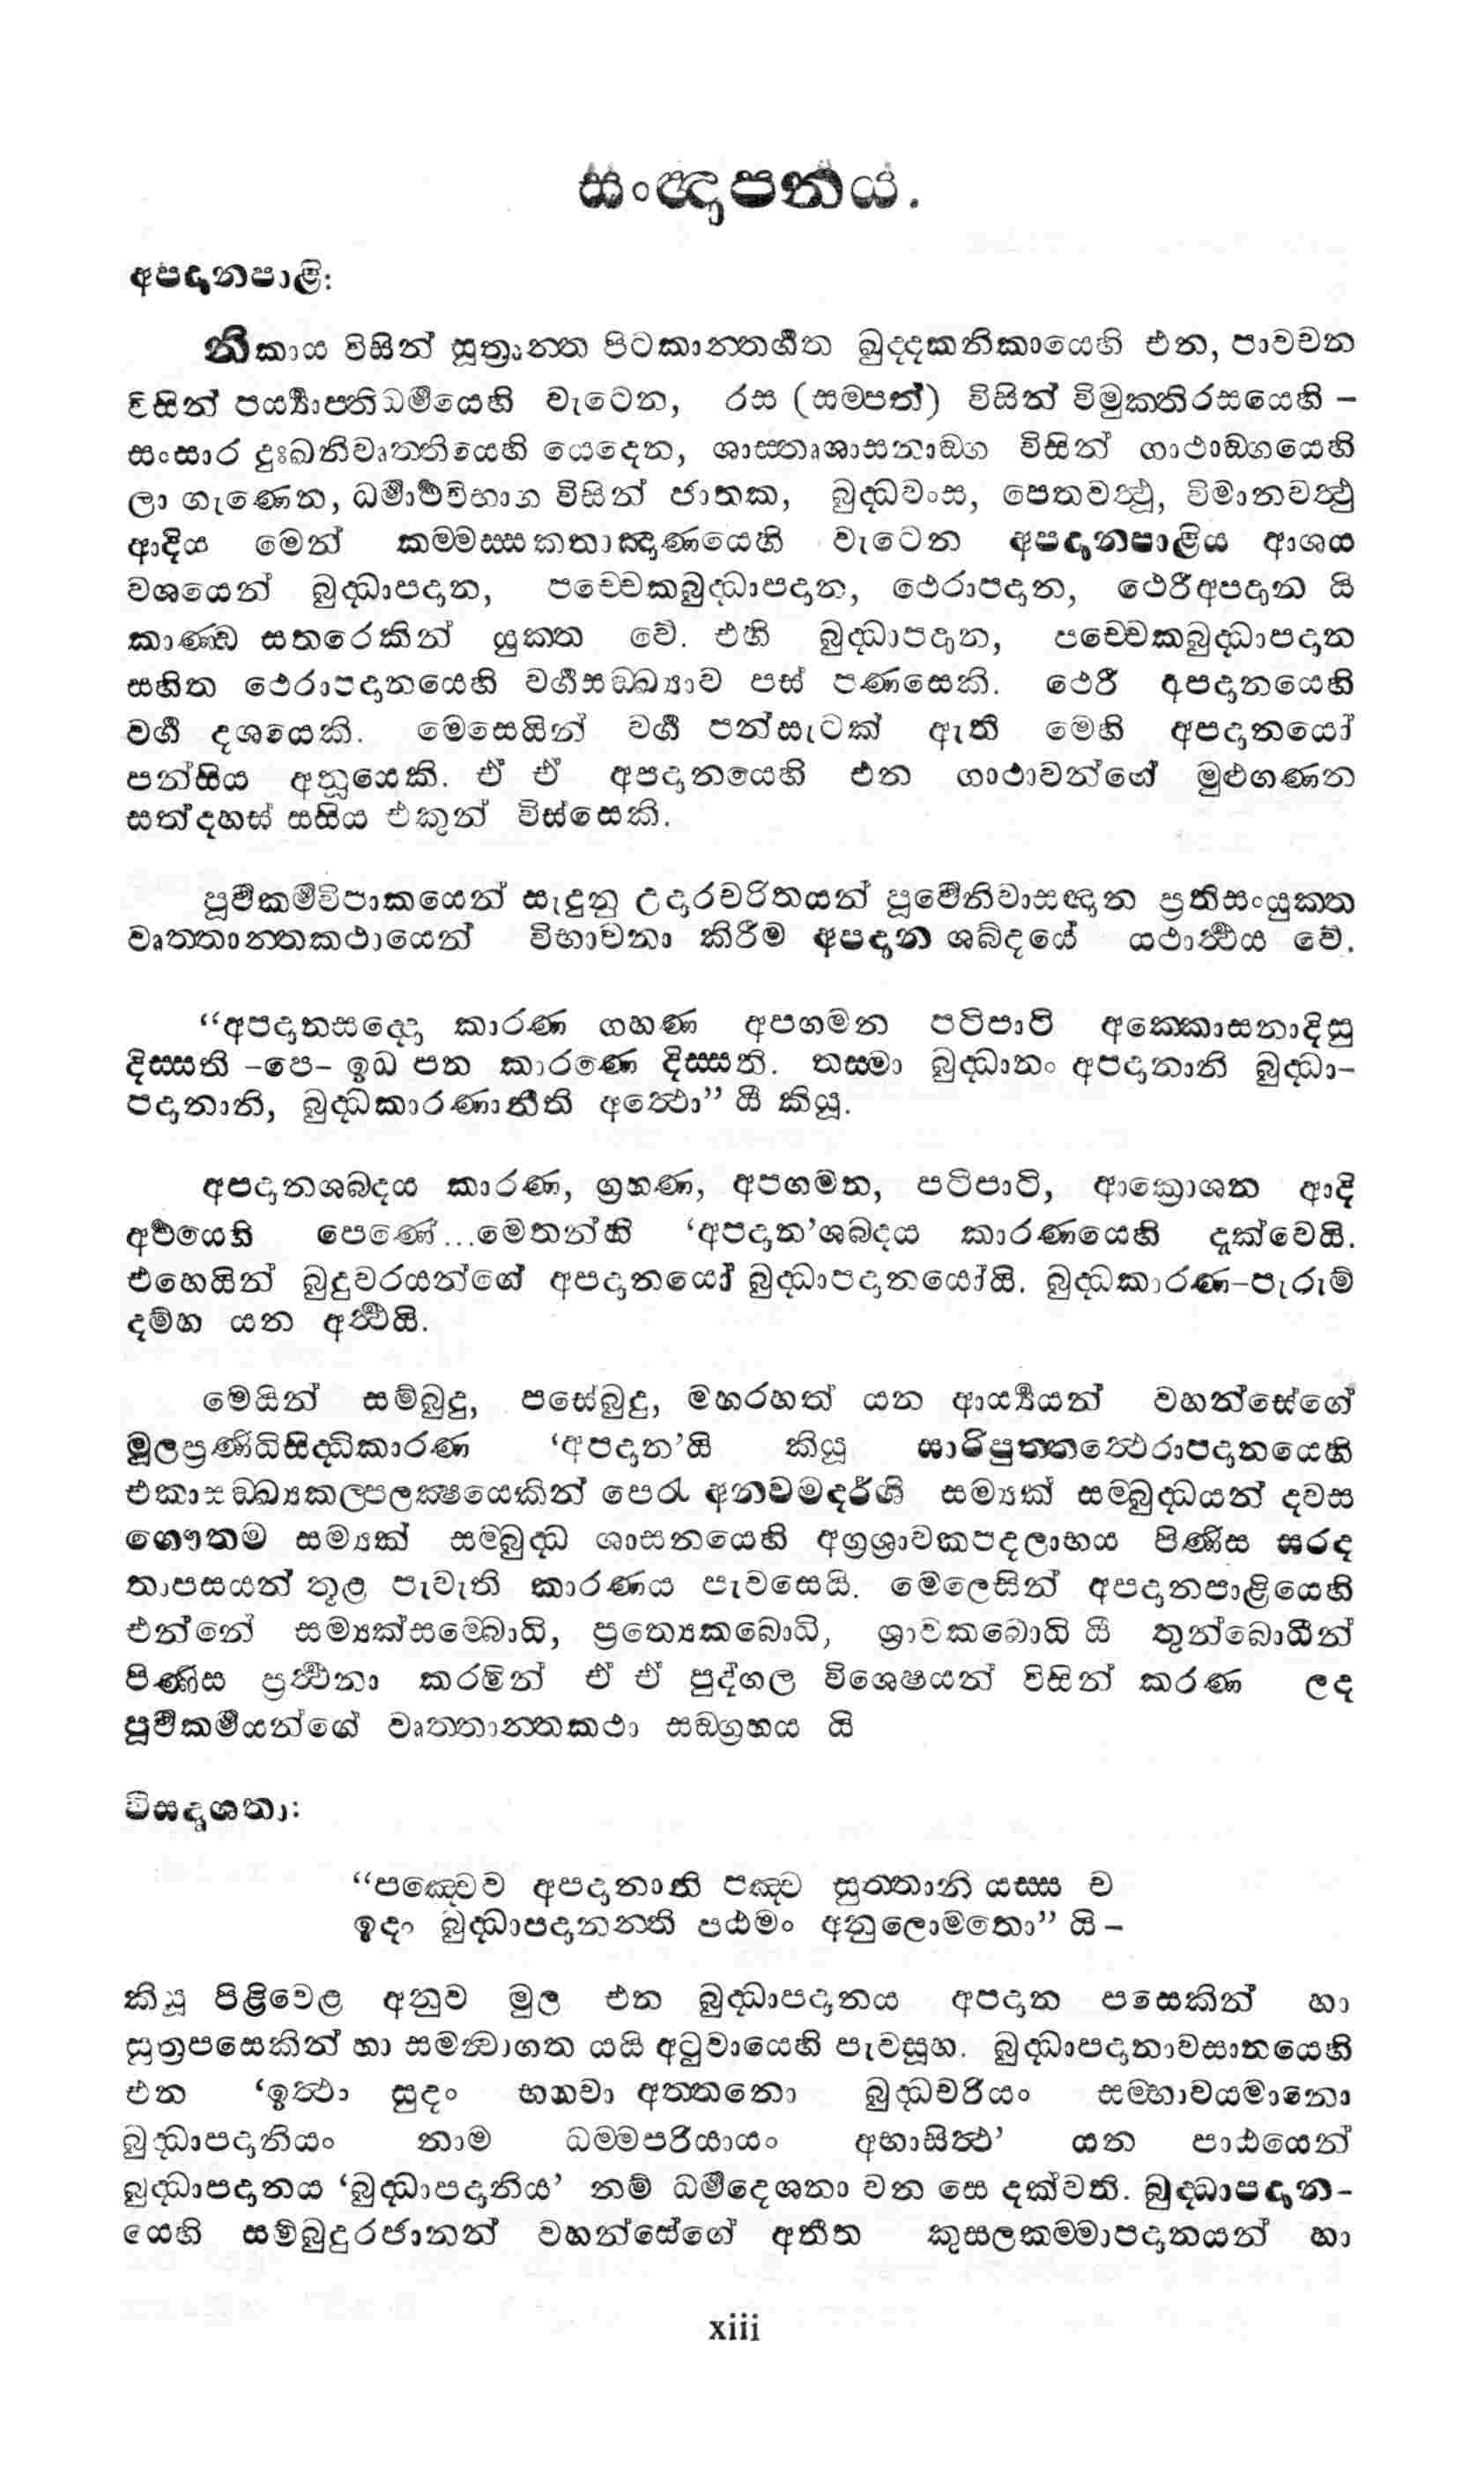 සංඥාපනය.
අපදානපාළි:
නිකාය විසින් සූත්‍රාන්ත පිටකාන්තර්ගත ඛුද්දකනිකායෙහි එන, පාවචන
විසින් පර්‍ය්‍යාප්තිධර්මයෙහි වැටෙන, රස (සම්පත්) විසින් විමුක්තිරසයෙහි –
සංසාර දුඃඛනිවෘත්තියෙහි යෙදෙන, ශාස්තෘශාසනාඞ්ග විසින් ගාථාඞ්ගයෙහි
ලා ගැණෙන, ධර්මාර්ථවිභාග විසින් ජාතක, බුද්ධවංස, පෙතවත්‍ථු, විමානවත්‍ථු
ආදිය මෙන් කම්මස්සකතාඤාණයෙහි වැටෙන අපදානපාළිය ආශය
වශයෙන් බුද්ධාපදාන, පච්චේකබුද්ධාපදාන, ථෙරාපදාන, ථෙරීඅපදාන යි
කාණ්ඩ සතරෙකින් යුක්ත වේ. එහි බුද්ධාපදාන, පච්චේකබුද්ධාපදාන
සහිත ථෙරාපදානයෙහි වර්ගසඞ්ඛ්‍යාව පස් පණසෙකි. ථෙරී අපදානයෙහි
වර්ග දශයෙකි. මෙසෙයින් වර්ග පන්සැටක් ඇති මෙහි අපදානයෝ
පන්සිය අනූයෙකි. ඒ ඒ අපදානයෙහි එන ගාථාවන්ගේ මුළුගණන
සත්දහස් සසිය එකුන් විස්සෙකි.
පූර්වකර්මවිපාකයෙන් සැදුනු උදාරචරිතයන් පූර්වේනිවාසඥාන ප්‍රතිසංයුක්ත
වෘත්තාන්තකථායෙන් විභාවනා කිරීම අපදාන ශබ්දයේ යථාර්ත්‍ථය වේ.
“අපදානසද්දො කාරණ ගහණ අපගමන පටිපාටි අක්කොසනාදිසු
දිස්සති –පෙ– ඉධ පන කාරණෙ දිස්සති. තස්මා බුද්ධානං අපදානානි බුද්ධා–
පදානානි, බුද්ධකාරණානීති අත්‍ථො” යී කියූ.
අපදානශබ්දය කාරණ, ග්‍රහණ, අපගමන, පටිපාටි, ආක්‍රොශන ආදි
අර්ථයෙහි පෙණේ...මෙතන්හි ‘අපදාන’ශබ්දය කාරණයෙහි දැක්වෙයි.
එහෙයින් බුදුවරයන්ගේ අපදානයෝ බුද්ධාපදානයෝයි. බුද්ධකාරණ–පැරුම්
දම්හ යන අර්ත්‍ථයි.
මෙයින් සම්බුදු, පසේබුදු, මහරහත් යන ආර්‍ය්‍යයන් වහන්සේගේ
මූලප්‍රණිධිසිද්ධිකාරණ ‘අපදාන’යි කියූ සාරිපුත්තත්‍ථෙරාපදානයෙහි
එකාසඞ්ඛ්‍යකල්පලක්‍ෂයෙකින් පෙරැ අනවමදර්ශි සම්‍යක් සම්බුද්ධයන් දවස
ගෞතම සම්‍යක් සම්බුද්ධ ශාසනයෙහි අග්‍රශ්‍රාවකපදලාභය පිණිස සරද
තාපසයන් තුළ පැවැති කාරණය පැවසෙයි. මෙලෙසින් අපදානපාළියෙහි
එන්නේ සම්‍යක්සම්බොධි, ප්‍රත්‍යෙකබොධි, ශ්‍රාවකබොධි යී තුන්බොධීන්
පිණිස ප්‍රර්ත්‍ථනා කරමින් ඒ ඒ පුද්ගල විශෙෂයන් විසින් කරණ ලද
පූර්වකර්මයන්ගේ වෘත්තාන්තකථා සඞ්ග්‍රහය යි
විසදෘශතා:
“පඤ්චෙව අපදානානි පඤ්ච සුත්තානි යස්ස ච
ඉදං බුද්ධාපදානන්ති පඨමං අනුලොමතො” යි –
කියූ පිළිවෙළ අනුව මුල එන බුද්ධාපදානය අපදාන පසෙකින් හා
සූත්‍රපසෙකින් හා සමන්‍වාගත යයි අටුවායෙහි පැවසූහ. බුද්ධාපදානාවසානයෙහි
එන ‘ඉත්‍ථං සුදං භගවා අත්තනො බුද්ධචරියං සම්භාවයමානො
බුද්ධාපදානියං නාම ධම්මපරියායං අභාසිත්‍ථ’ යන පාඨයෙන්
බුද්ධාපදානය ‘බුද්ධාපදානිය’ නම් ධර්මදෙශනා වන සෙ දක්වති. බුද්ධාපදාන–
යෙහි සම්බුදුරජානන් වහන්සේගේ අතීත කුසලකම්මාපදානයන් හා
xiii